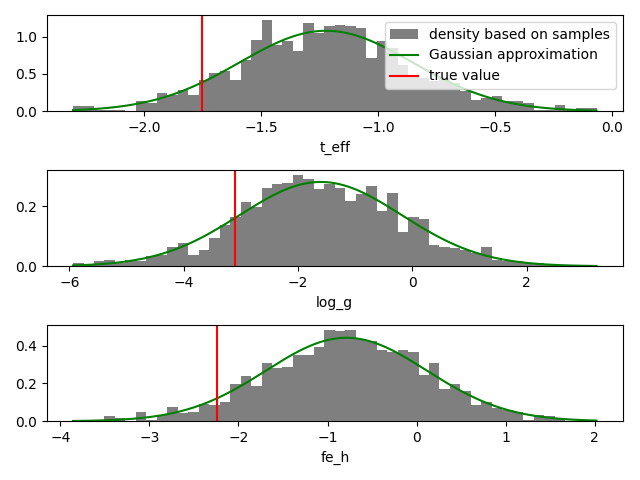 density based on samples
Gaussian approximation
true value
1.0
0.5
0.0
−2.0 −1.5 −1.0 −0.5 0.0
t_eff
0.2
0.0
−6 −4 −2 0 2
log_g
0.4
0.2
0.0
−4 −3 −2 −1 0 1 2
fe_h